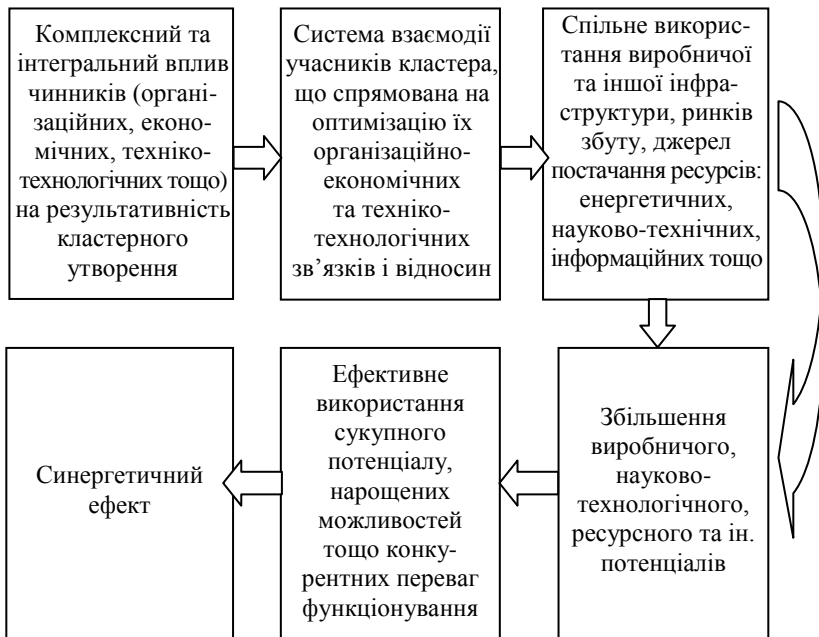 Комплексний та
інтегральний вплив
чинників (органі-
заційних, еконо-
мічних, техніко-
технологічних тощо)
на результативність
кластерного
утворення
Система взаємодії
учасників кластера,
що спрямована на
оптимізацію їх
організаційно-
економічних
та техніко-
технологічних
зв’язків і відносин
Спільне викорис-
тання виробничої
та іншої інфра-
структури, ринків
збуту, джерел
постачання ресурсів:
енергетичних,
науково-технічних,
інформаційних тощо
Збільшення
виробничого,
науково-
технологічного,
ресурсного та ін.
потенціалів
Ефективне
використання
сукупного
потенціалу,
нарощених
можливостей
тощо конку-
рентних переваг
функціонування
Синергетичний
ефект